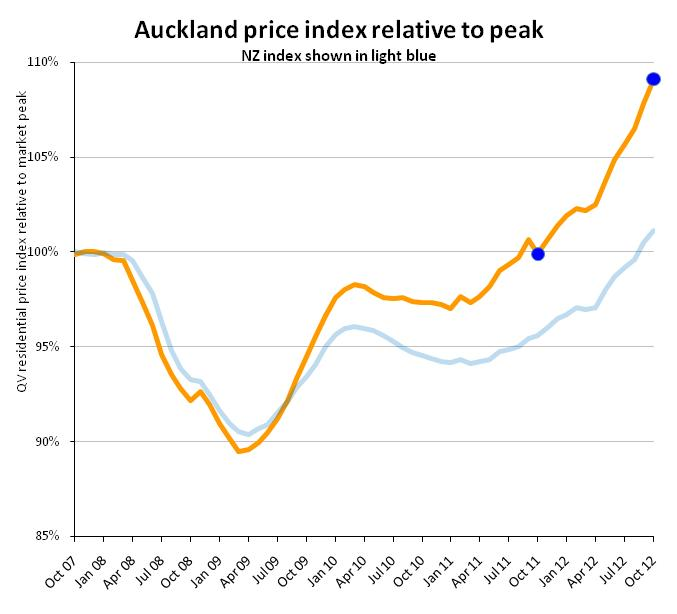 Auckland price index relative to peak
NZ index shown in light blue
QV residential price index relative to market peak
110%
105%
100%
95%
90%
85%
Oct 07
Jan 08
Apr 08
Jul 08
Oct 08
Jan 09
Apr 09
Jul 09
Oct 09
Jan 10
Apr 10
Jul 10
Oct 10
Jan 11
Apr 11
Jul 11
Oct 11
Jan 12
Apr 12
Jul 12
Oct 12